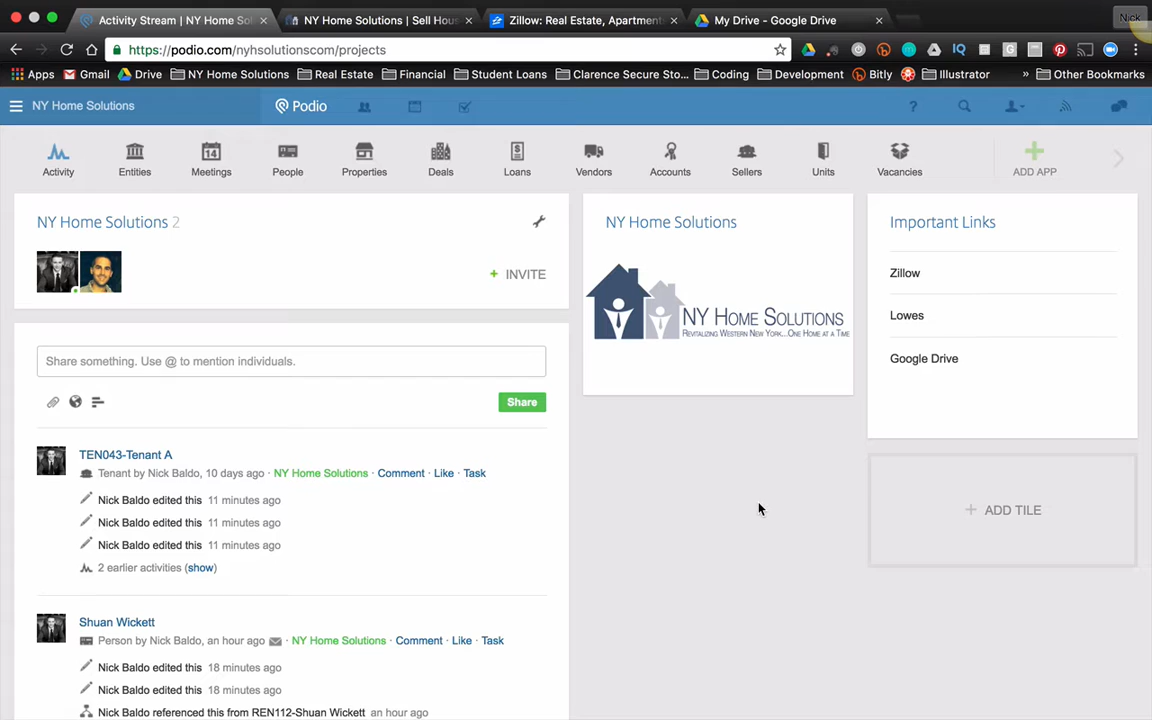 Activity Stream | NY Home Sol
NY Home Solutions | Sell Hous
Zillow: Real Estate, Apartment
My Drive - Google Drive
Nick
https://podio.com/nyhsolutionscom/projects
Apps
Gmail
Drive
NY Home Solutions
Real Estate
Financial
Student Loans
Clarence Secure Sto...
Coding
Development
Bitly
Illustrator
»
Other Bookmarks
NY Home Solutions
Podio
?
Activity
Entities
14
Meetings
People
Properties
Deals
$
Loans
Vendors
Accounts
Sellers
Units
Vacancies
ADD APP
NY Home Solutions 2
+ INVITE
NY Home Solutions
NY Home Solutions
Revitalizing Western New York...One Home at a Time
Important Links
Zillow
Lowes
Google Drive
+ ADD TILE
Share something. Use @ to mention individuals.
Share
TEN043-Tenant A
Tenant by Nick Baldo, 10 days ago · NY Home Solutions · Comment · Like · Task
Nick Baldo edited this 11 minutes ago
Nick Baldo edited this 11 minutes ago
Nick Baldo edited this 11 minutes ago
2 earlier activities (show)
Shuan Wickett
Person by Nick Baldo, an hour ago · NY Home Solutions · Comment · Like · Task
Nick Baldo edited this 18 minutes ago
Nick Baldo edited this 18 minutes ago
Nick Baldo referenced this from REN112-Shuan Wickett an hour ago